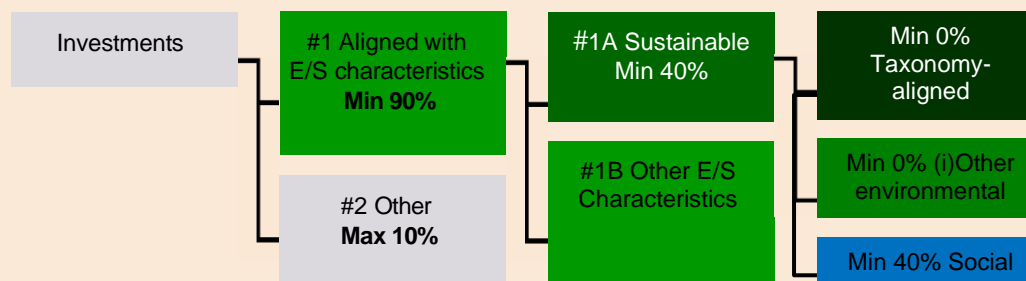 Investments
#1 Aligned with
E/S characteristics
Min 90%
#2 Other
Max 10%
#1A Sustainable
Min 40%
#1B Other E/S
Characteristics
Min 0%
Taxonomy-
aligned
Min 0% (i)Other
environmental
Min 40% Social